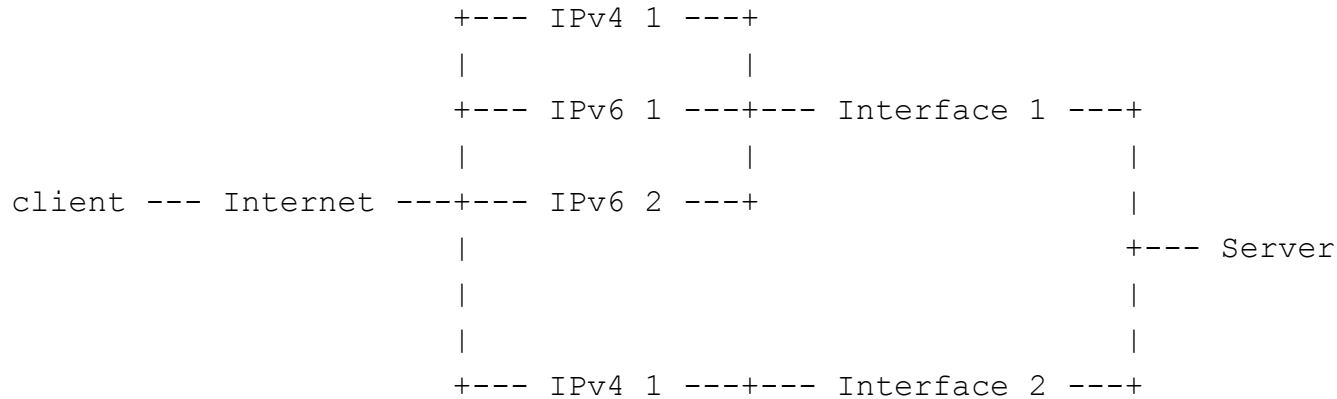 +--- IPv4 1 ---+
| |
+--- IPv6 1 ---+--- Interface 1 ---+
| | |
client --- Internet ---+--- IPv6 2 ---+ |
| +--- Server
| |
| |
+--- IPv4 1 ---+--- Interface 2 ---+